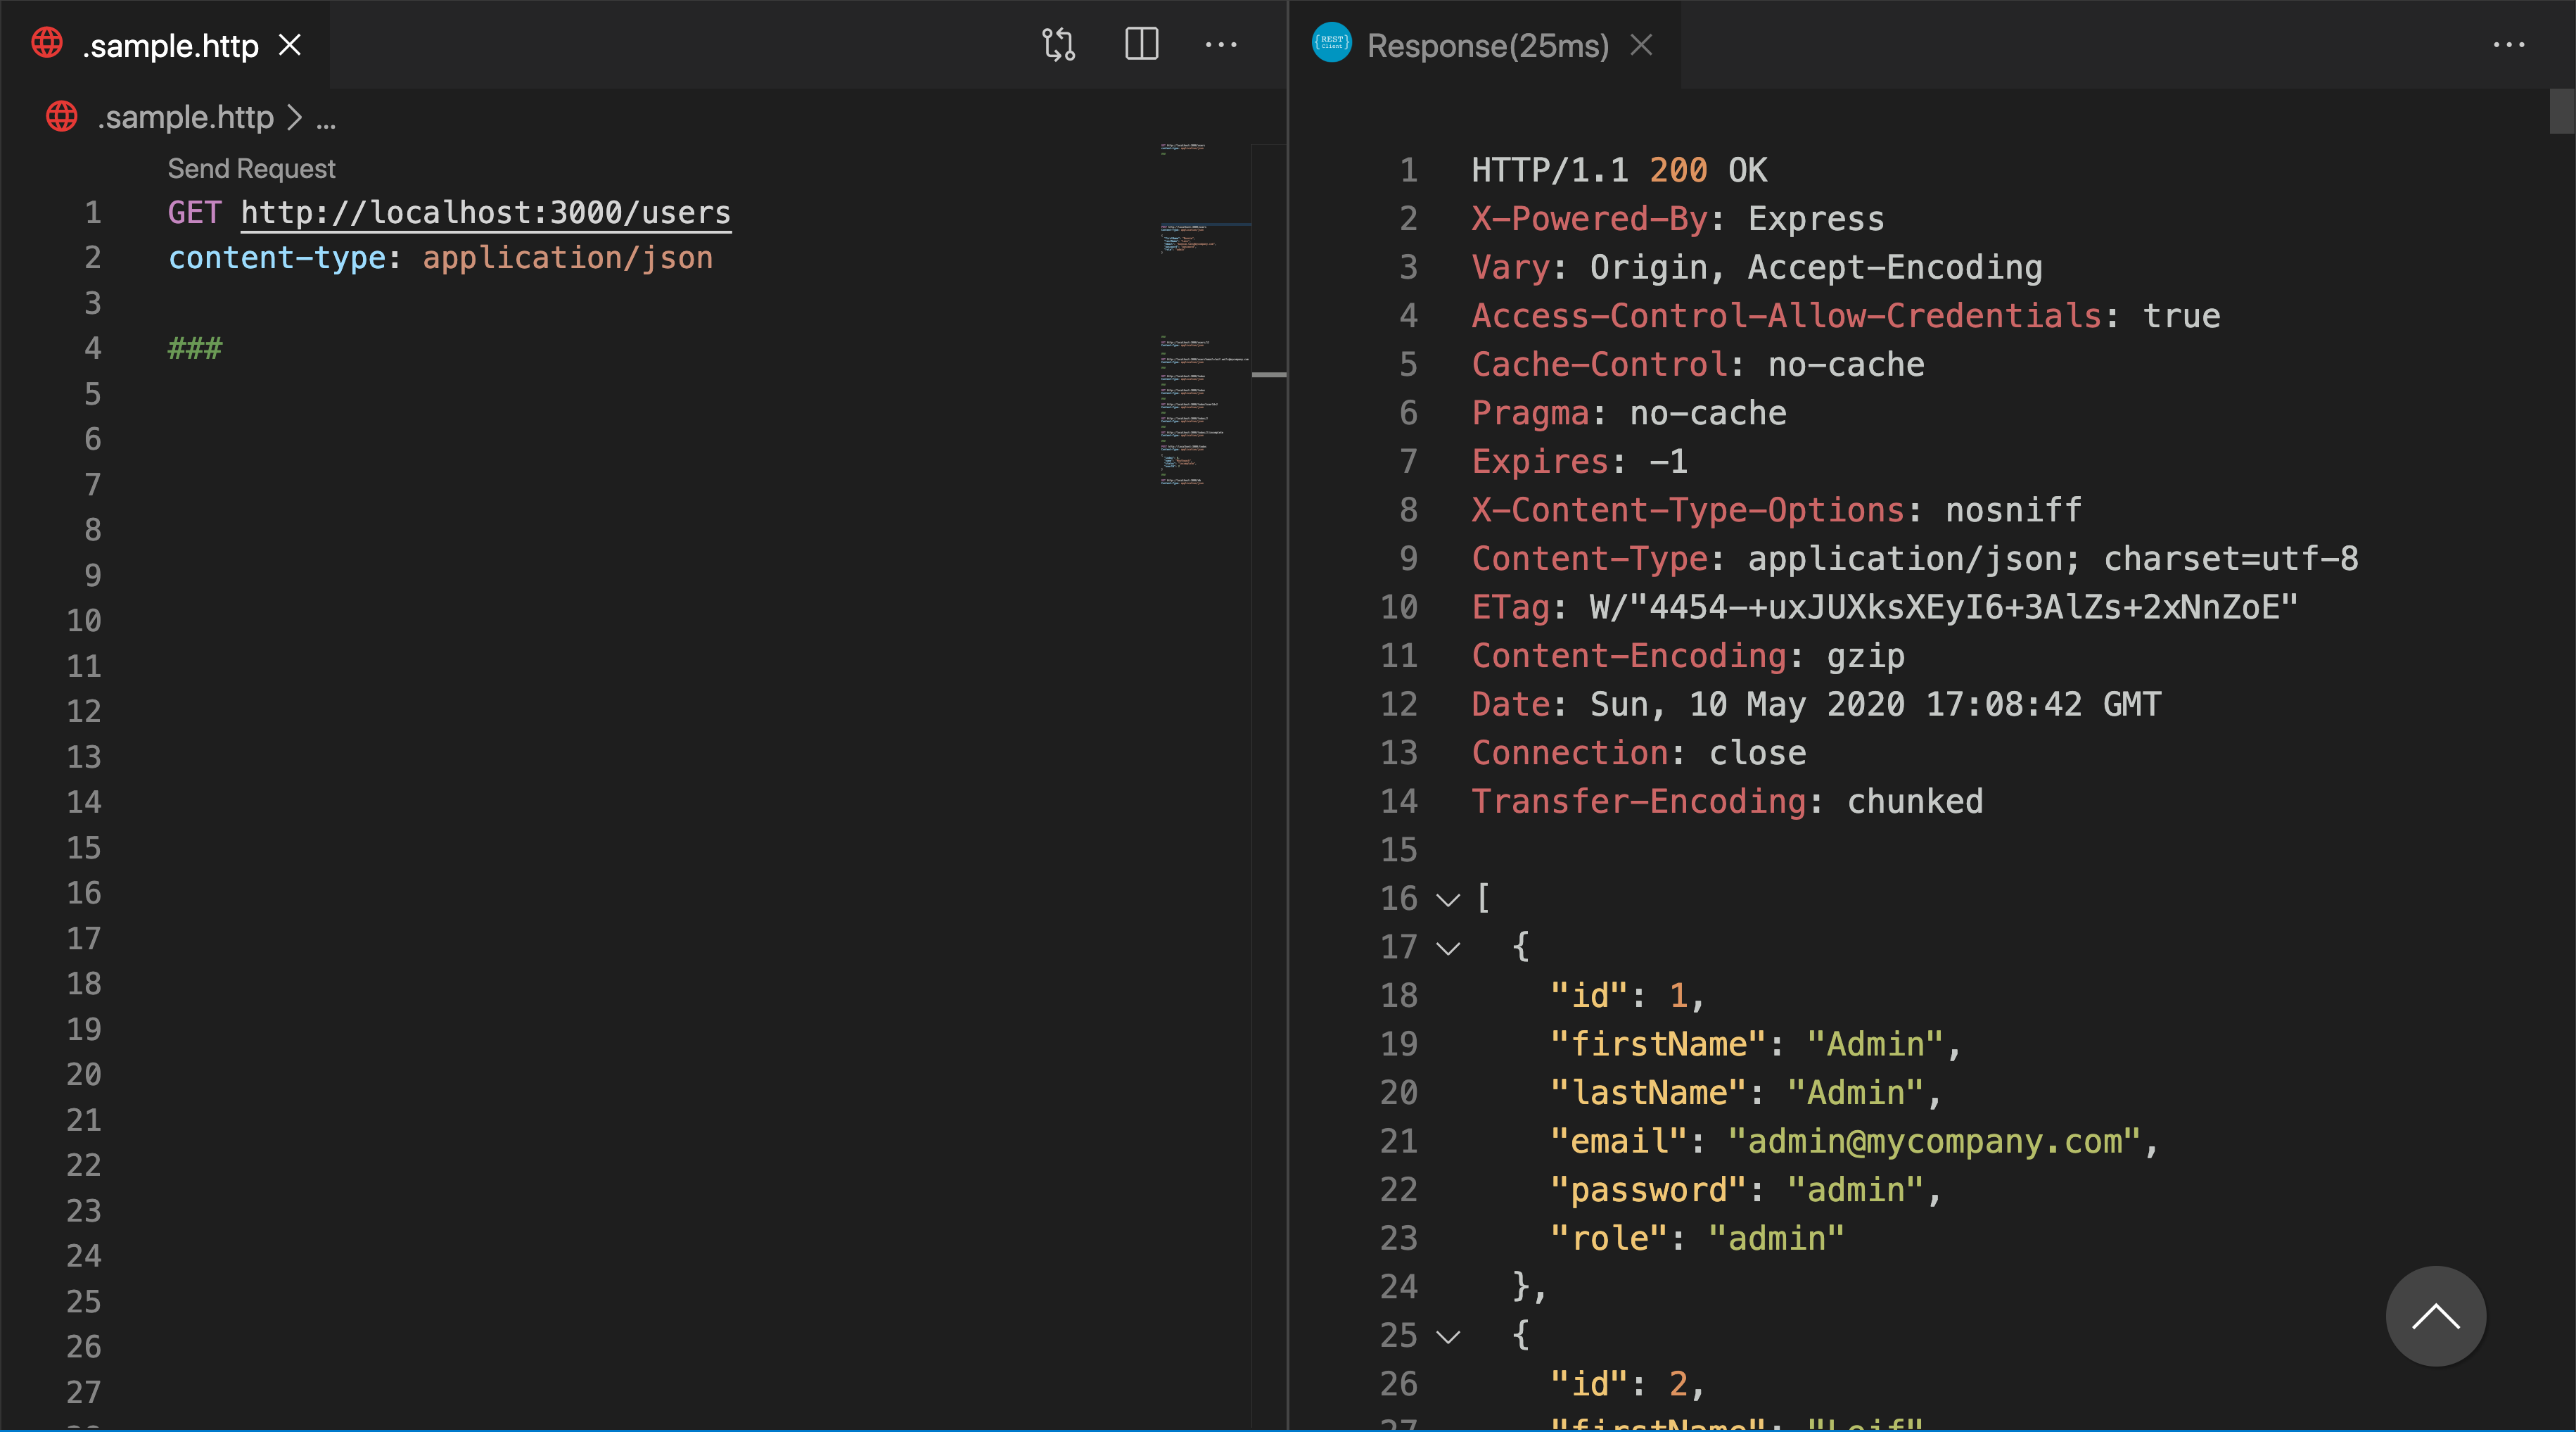 .sample.http
.sample.http > ...
Send Request
1 GET http://localhost:3000/users
2 content-type: application/json
3
4 ###
5
6
7
8
9
10
11
12
13
14
15
16
17
18
19
20
21
22
23
24
25
26
27
{REST}
Client
Response(25ms)
1 HTTP/1.1 200 OK
2 X-Powered-By: Express
3 Vary: Origin, Accept-Encoding
4 Access-Control-Allow-Credentials: true
5 Cache-Control: no-cache
6 Pragma: no-cache
7 Expires: -1
8 X-Content-Type-Options: nosniff
9 Content-Type: application/json; charset=utf-8
10 ETag: W/"4454-+uxJUXksXEyI6+3AlZs+2xNnZoE"
11 Content-Encoding: gzip
12 Date: Sun, 10 May 2020 17:08:42 GMT
13 Connection: close
14 Transfer-Encoding: chunked
15
16 [
17 {
18 "id": 1,
19 "firstName": "Admin",
20 "lastName": "Admin",
21 "email": "admin@mycompany.com",
22 "password": "admin",
23 "role": "admin"
24 },
25 {
26 "id": 2,
27 "firstName": "Leif"